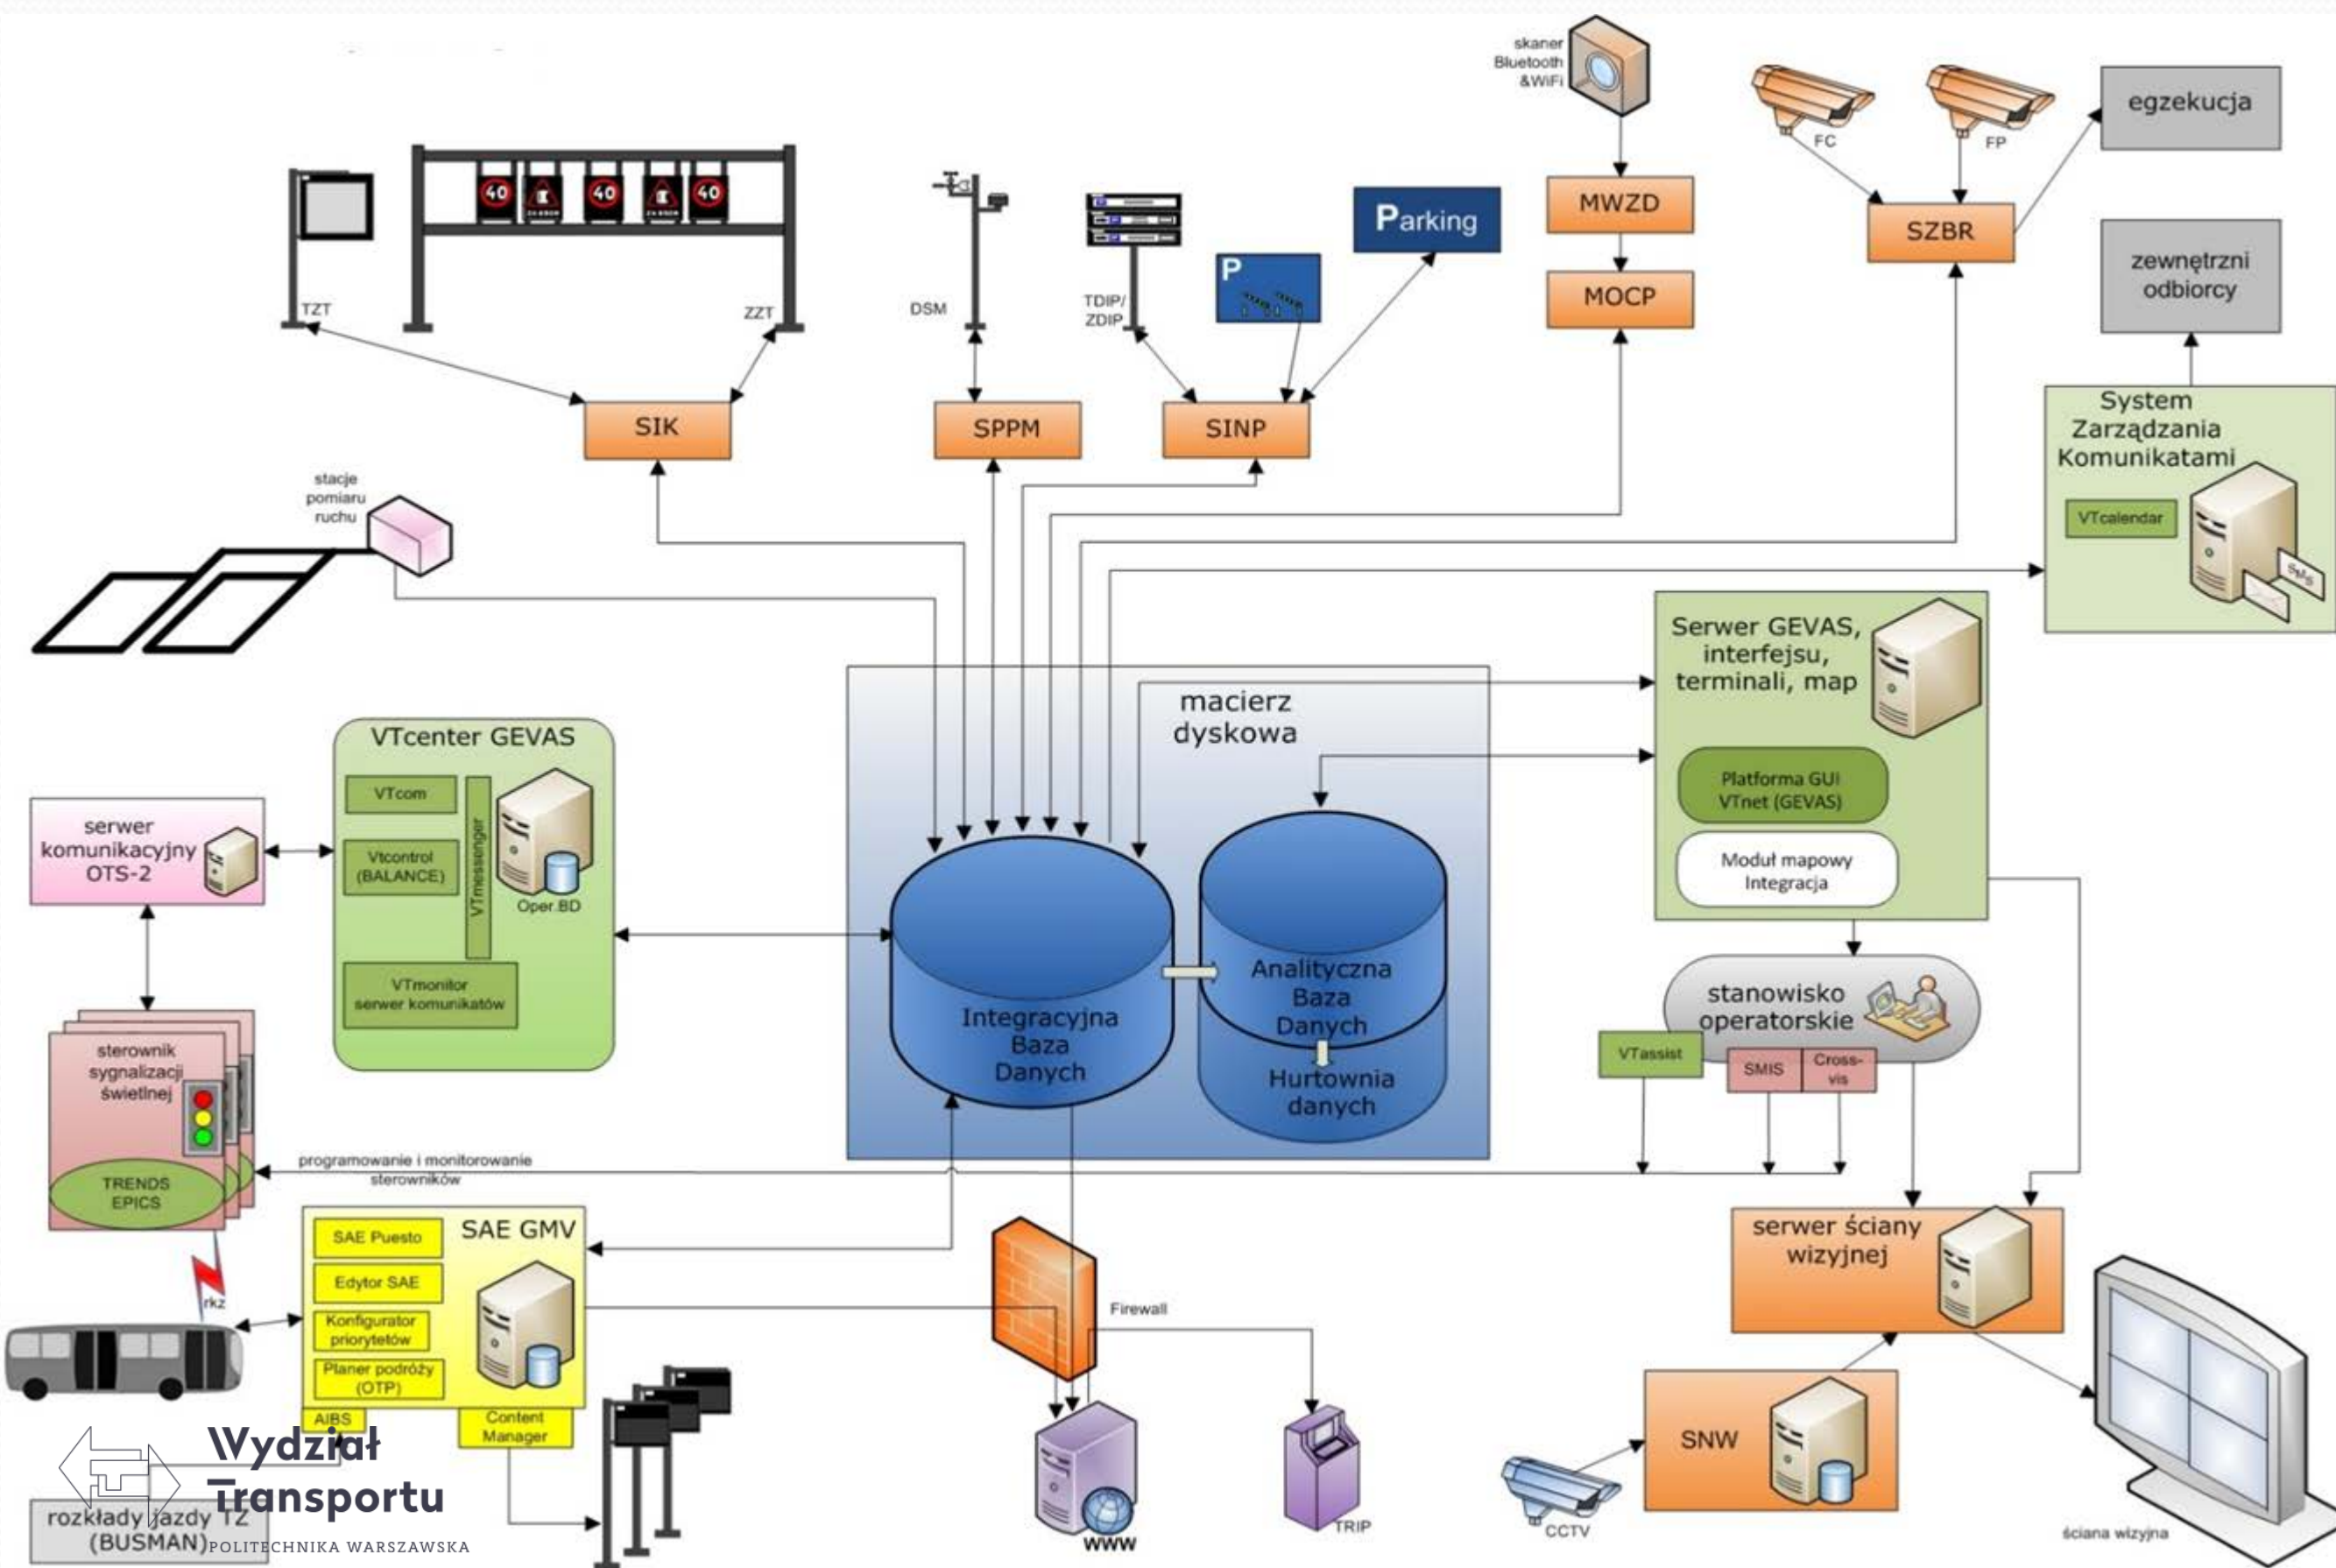 skaner
Bluetooth
&WiFi
FC
FP
egzekucja
MWZD
MOCP
SZBR
zewnętrzni
odbiorcy
40
40
40
TZT
ZZT
DSM
TDIP/
ZDIP
P
Parking
SIK
SPPM
SINP
System
Zarządzania
Komunikatami
VTcalendar
SMS
stacje
pomiaru
ruchu
Serwer GEVAS,
interfejsu,
terminali, map
Platforma GUI
VTnet (GEVAS)
Moduł mapowy
Integracja
macierz
dyskowa
VTcenter GEVAS
VTcom
Vtcontrol
(BALANCE)
VTmessenger
Oper.BD
VTmonitor
serwer komunikatów
serwer
komunikacyjny
OTS-2
Integracyjna
Baza
Danych
Analityczna
Baza
Danych
Hurtownia
danych
stanowisko
operatorskie
VTassist
SMIS
Cross-
vis
sterownik
sygnalizacji
świetlnej
TRENDS
EPICS
programowanie i monitorowanie
sterowników
rkz
SAE GMV
SAE Puesto
Edytor SAE
Konfigurator
priorytetów
Planer podróży
(OTP)
AIBS
Content
Manager
Firewall
serwer ściany
wizyjnej
SNW
CCTV
ściana wizyjna
WWW
TRIP
Wydział
Transportu
rozkłady jazdy TZ
(BUSMAN)
POLITECHNIKA WARSZAWSKA